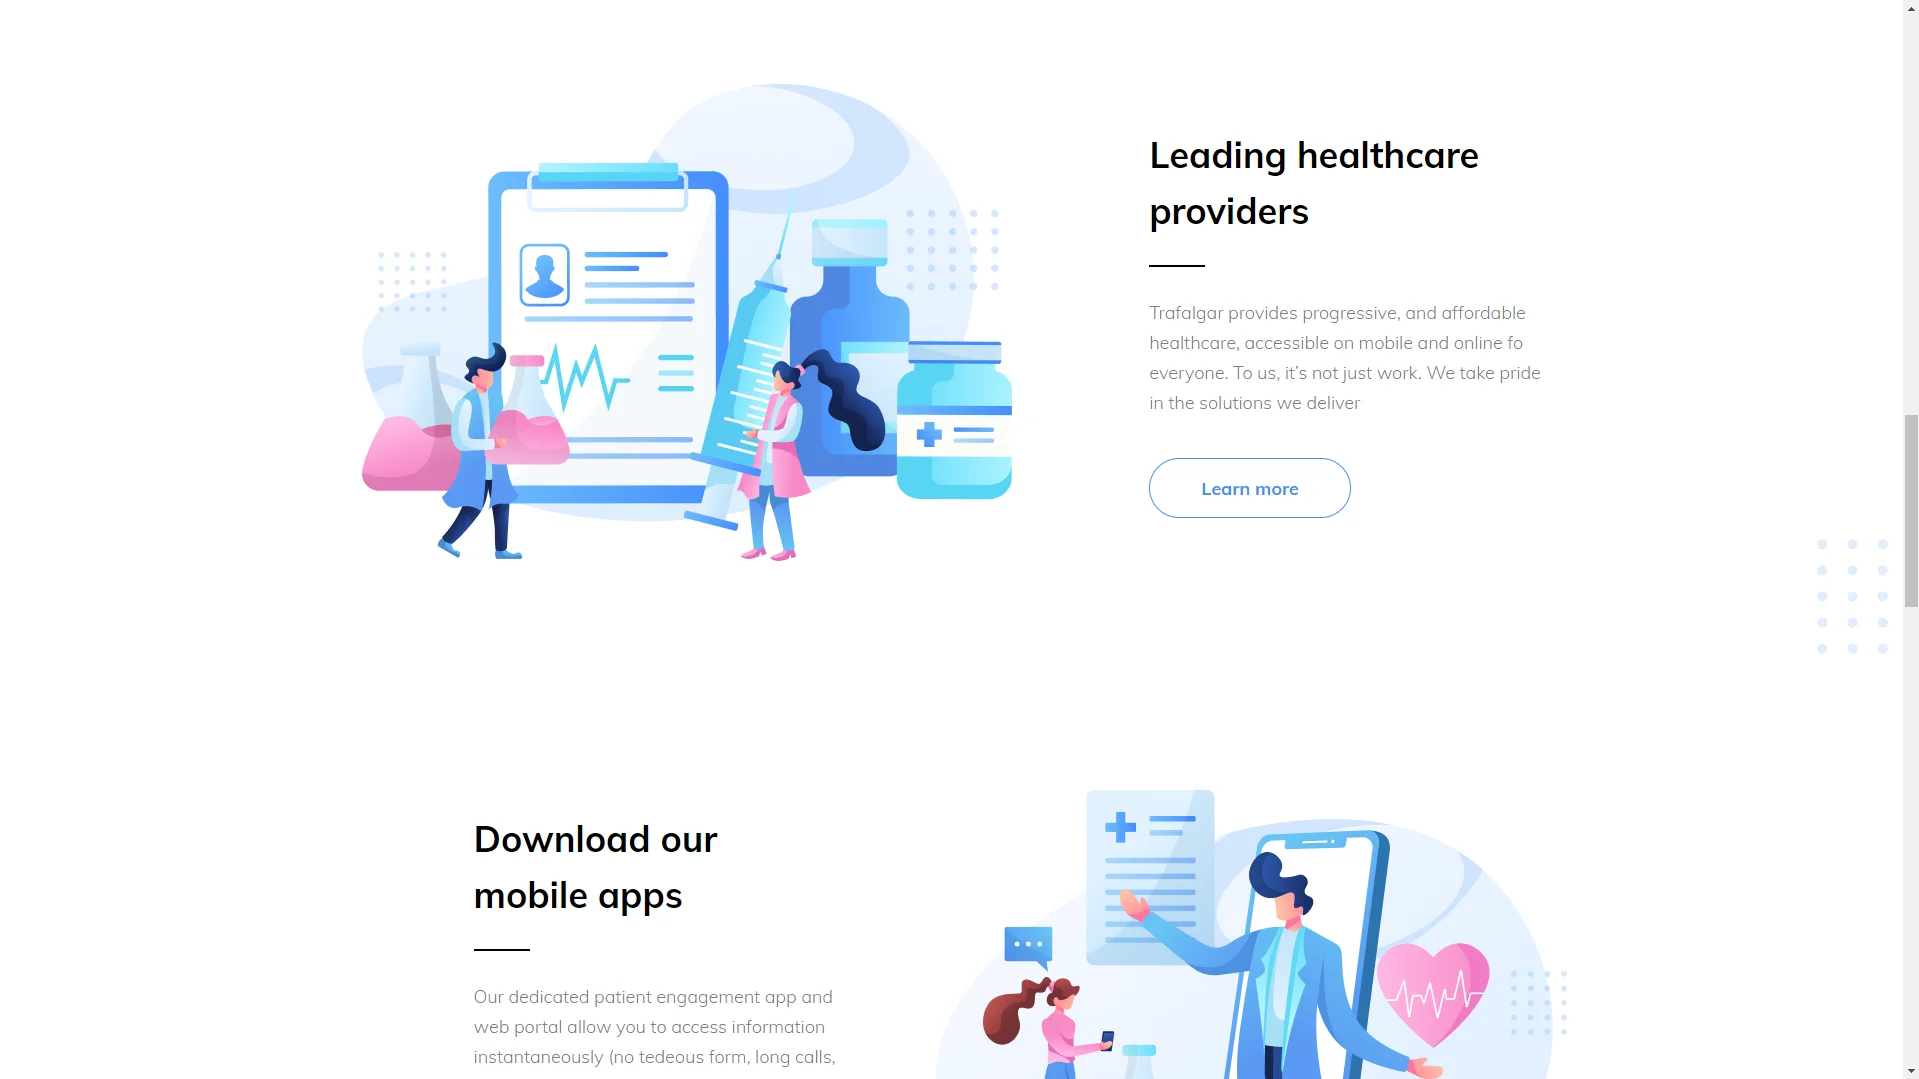 Leading healthcare
providers
Trafalgar provides progressive, and affordable
healthcare, accessible on mobile and online fo
everyone. To us, it’s not just work. We take pride
in the solutions we deliver
Learn more
Download our
mobile apps
Our dedicated patient engagement app and
web portal allow you to access information
instantaneously (no tedeous form, long calls,